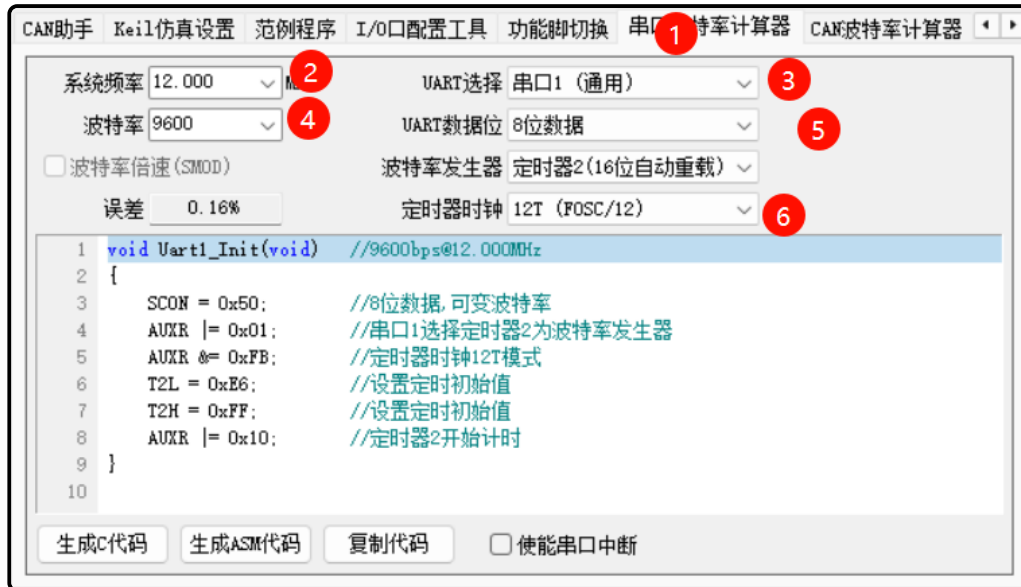 CAN助手 Keil仿真设置 范例程序 I/O口配置工具 功能脚切换 串口 1 特率计算器 CAN波特率计算器
系统频率 12.000 2 UART选择 串口1 (通用) 3
波特率 9600 4 UART数据位 8位数据 5
波特率倍速(SMOD) 波特率发生器 定时器2(16位自动重载)
误差 0.16% 定时器时钟 12T (FOSC/12) 6
1 void Uart1_Init(void) //9600bps@12.000MHz
2 {
3 SCON = 0x50; //8位数据,可变波特率
4 AUXR |= 0x01; //串口1选择定时器2为波特率发生器
5 AUXR &= 0xFB; //定时器时钟12T模式
6 T2L = 0xE6; //设置定时初始值
7 T2H = 0xFF; //设置定时初始值
8 AUXR |= 0x10; //定时器2开始计时
9 }
10
生成C代码 生成ASM代码 复制代码 使能串口中断